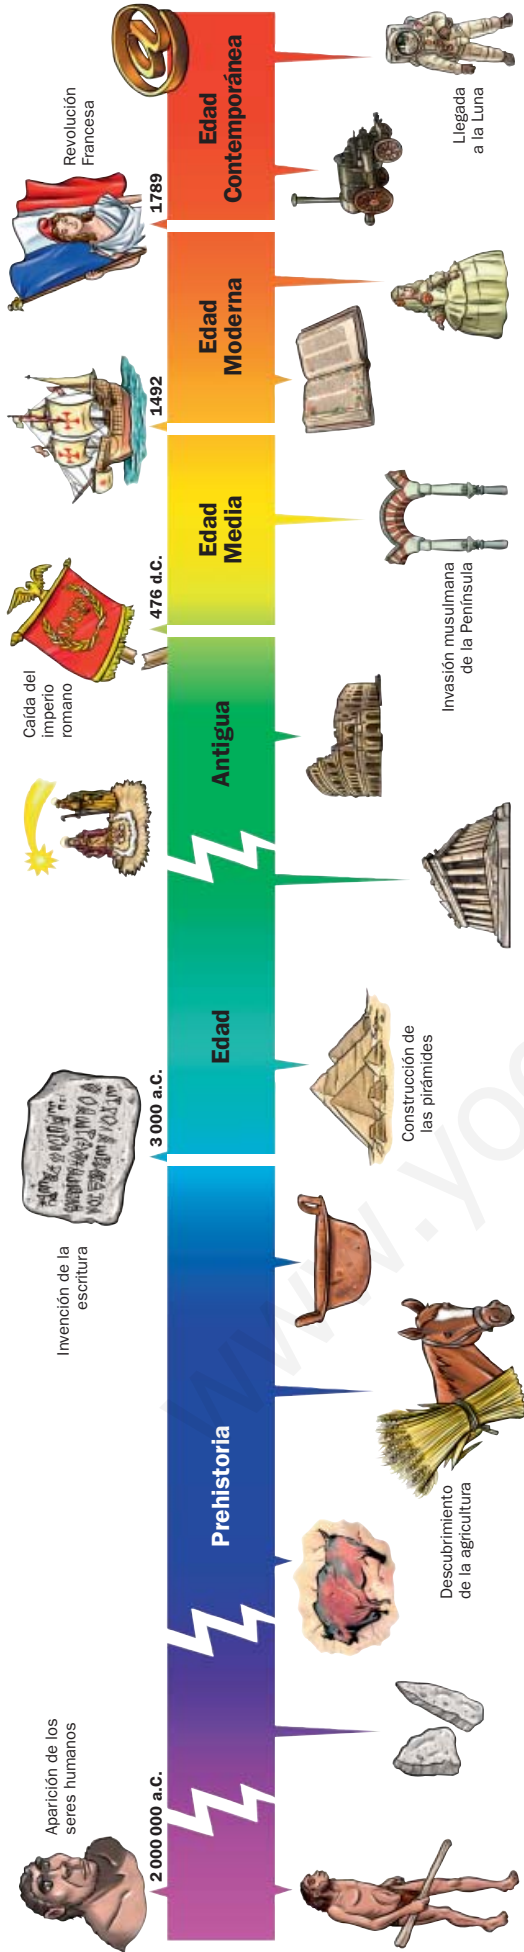 Aparición de los
seres humanos
Invención de la
escritura
Caída del
imperio
romano
Revolución
Francesa
2 000 000 a.C.
3 000 a.C.
476 d.C.
1492
1789
Prehistoria
Edad
Antigua
Edad
Media
Edad
Moderna
Edad
Contemporánea
Descubrimiento
de la agricultura
Construcción de
las pirámides
Invasión musulmana
de la Península
Llegada
a la Luna
@